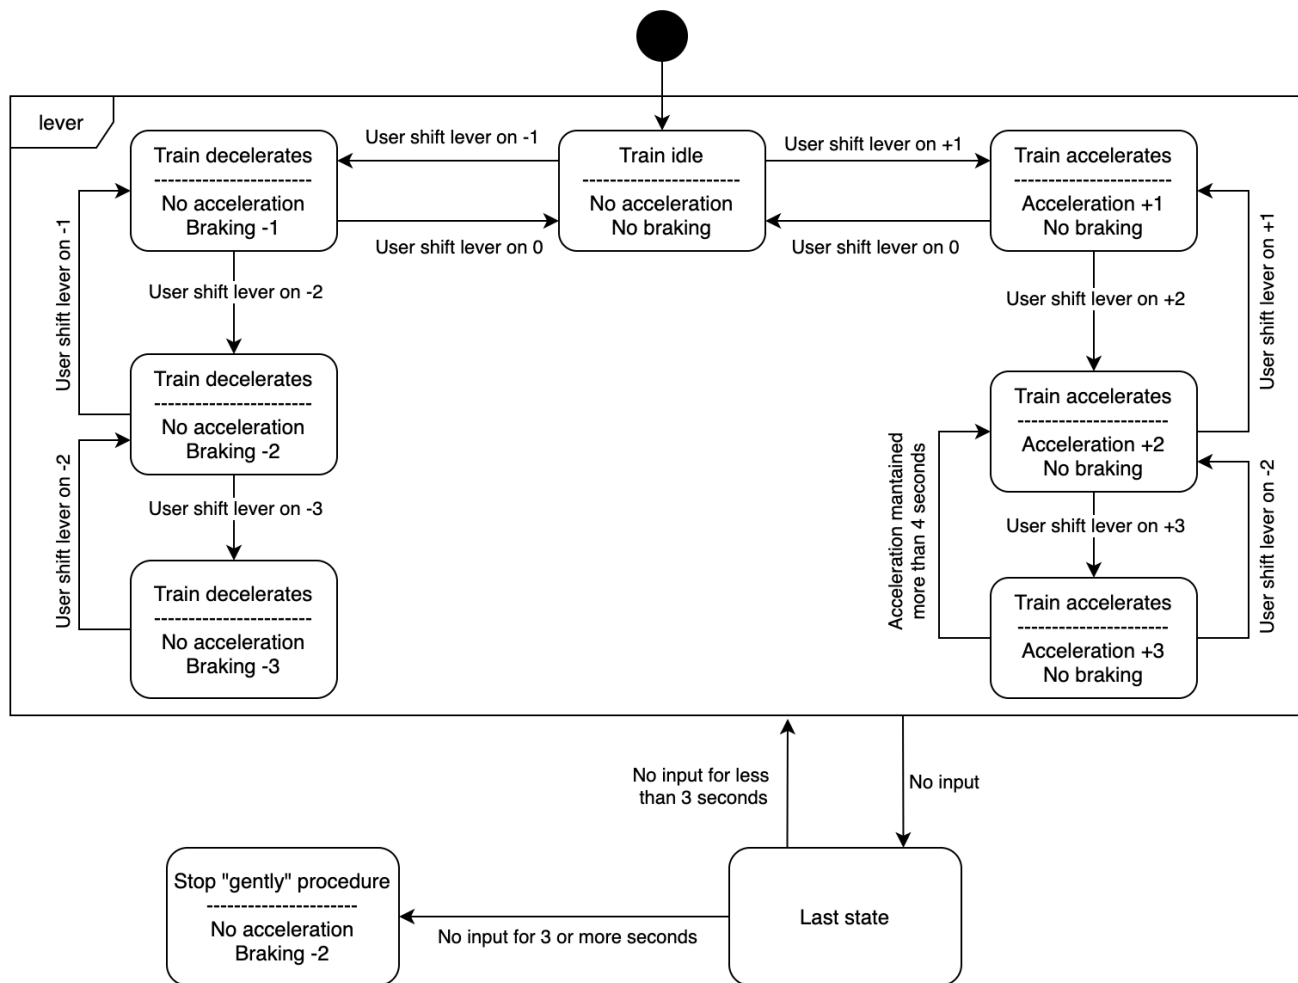 lever
User shift lever on -1
User shift lever on +1
Train decelerates
--------------------
No acceleration
Braking -1
Train idle
--------------------
No acceleration
No braking
Train accelerates
--------------------
Acceleration +1
No braking
User shift lever on 0
User shift lever on 0
User shift lever on -1
User shift lever on -2
User shift lever on +2
User shift lever on +1
Train decelerates
--------------------
No acceleration
Braking -2
Train accelerates
--------------------
Acceleration +2
No braking
User shift lever on -2
User shift lever on -3
Acceleration mantained
more than 4 seconds
User shift lever on +3
User shift lever on -2
Train decelerates
--------------------
No acceleration
Braking -3
Train accelerates
--------------------
Acceleration +3
No braking
No input for less
than 3 seconds
No input
Stop "gently" procedure
--------------------
No acceleration
Braking -2
No input for 3 or more seconds
Last state